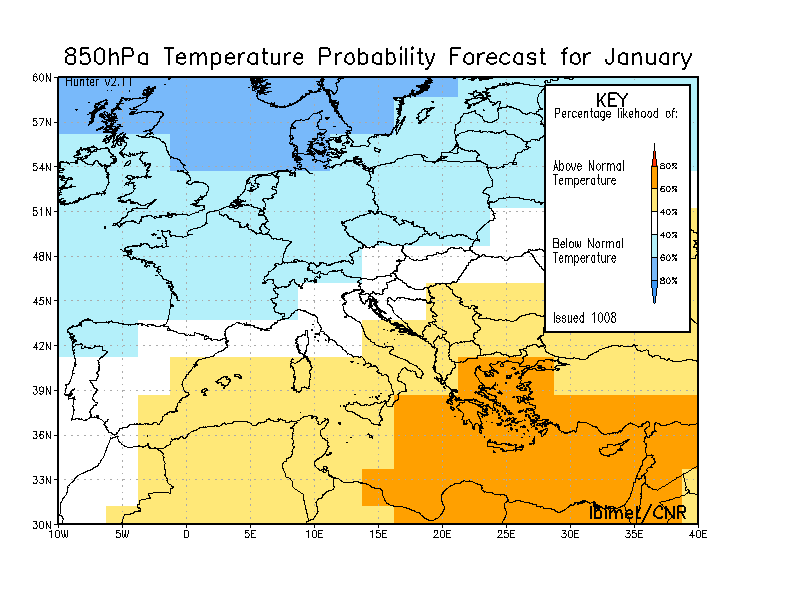 850hPa Temperature Probability Forecast for January
60N
Hunter v2.11
KEY
Percentage likehood of:
57N
54N
Above Normal
Temperature
80%
60%
51N
40%
40%
48N
Below Normal
Temperature
60%
80%
45N
Issued 1008
42N
39N
36N
33N
30N
Ibimet/CNR
10W 5W 0 5E 10E 15E 20E 25E 30E 35E 40E